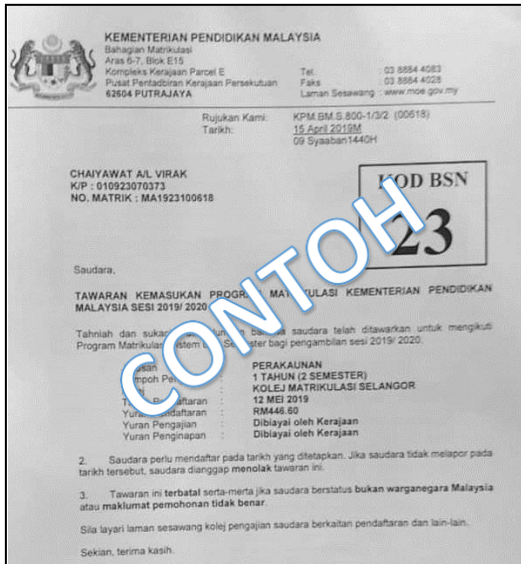 KEMENTERIAN PENDIDIKAN MALAYSIA
Bahagian Matrikulasi
Aras 6-7, Blok E15
Kompleks Kerajaan Parcel E
Pusat Pentadbiran Kerajaan Persekutuan
62604 PUTRAJAYA
Tel. : 03 8884 4083
Faks : 03 8884 4028
Laman Sesawang : www.moe.gov.my
Rujukan Kami: KPM.BM.S.800-1/3/2 (00618)
Tarikh: 15 April 2019M
09 Syaaban1440H
CHAIYAWAT A/L VIRAK
K/P : 010923070373
NO. MATRIK : MA1923100618
KOD BSN
23
CONTOH
Saudara,
TAWARAN KEMASUKAN MATRIKULASI KEMENTERIAN PENDIDIKAN
MALAYSIA SESI 2019/ 2020
Tahniah dan saudara telah ditawarkan untuk mengikuti
Program Matrikulasi bagi pengambilan sesi 2019/ 2020.
: PERAKAUNAN
: 1 TAHUN (2 SEMESTER)
: KOLEJ MATRIKULASI SELANGOR
: 12 MEI 2019
Yuran : RM446.60
Yuran Pengajian : Dibiayai oleh Kerajaan
Yuran Penginapan : Dibiayai oleh Kerajaan
2. Saudara perlu mendaftar pada tarikh yang ditetapkan. Jika saudara tidak melapor pada
tarikh tersebut, saudara dianggap menolak tawaran ini.
3. Tawaran ini terbatal serta-merta jika saudara berstatus bukan warganegara Malaysia
atau maklumat pemohonan tidak benar.
Sila layari laman sesawang kolej pengajian saudara berkaitan pendaftaran dan lain-lain.
Sekian, terima kasih.